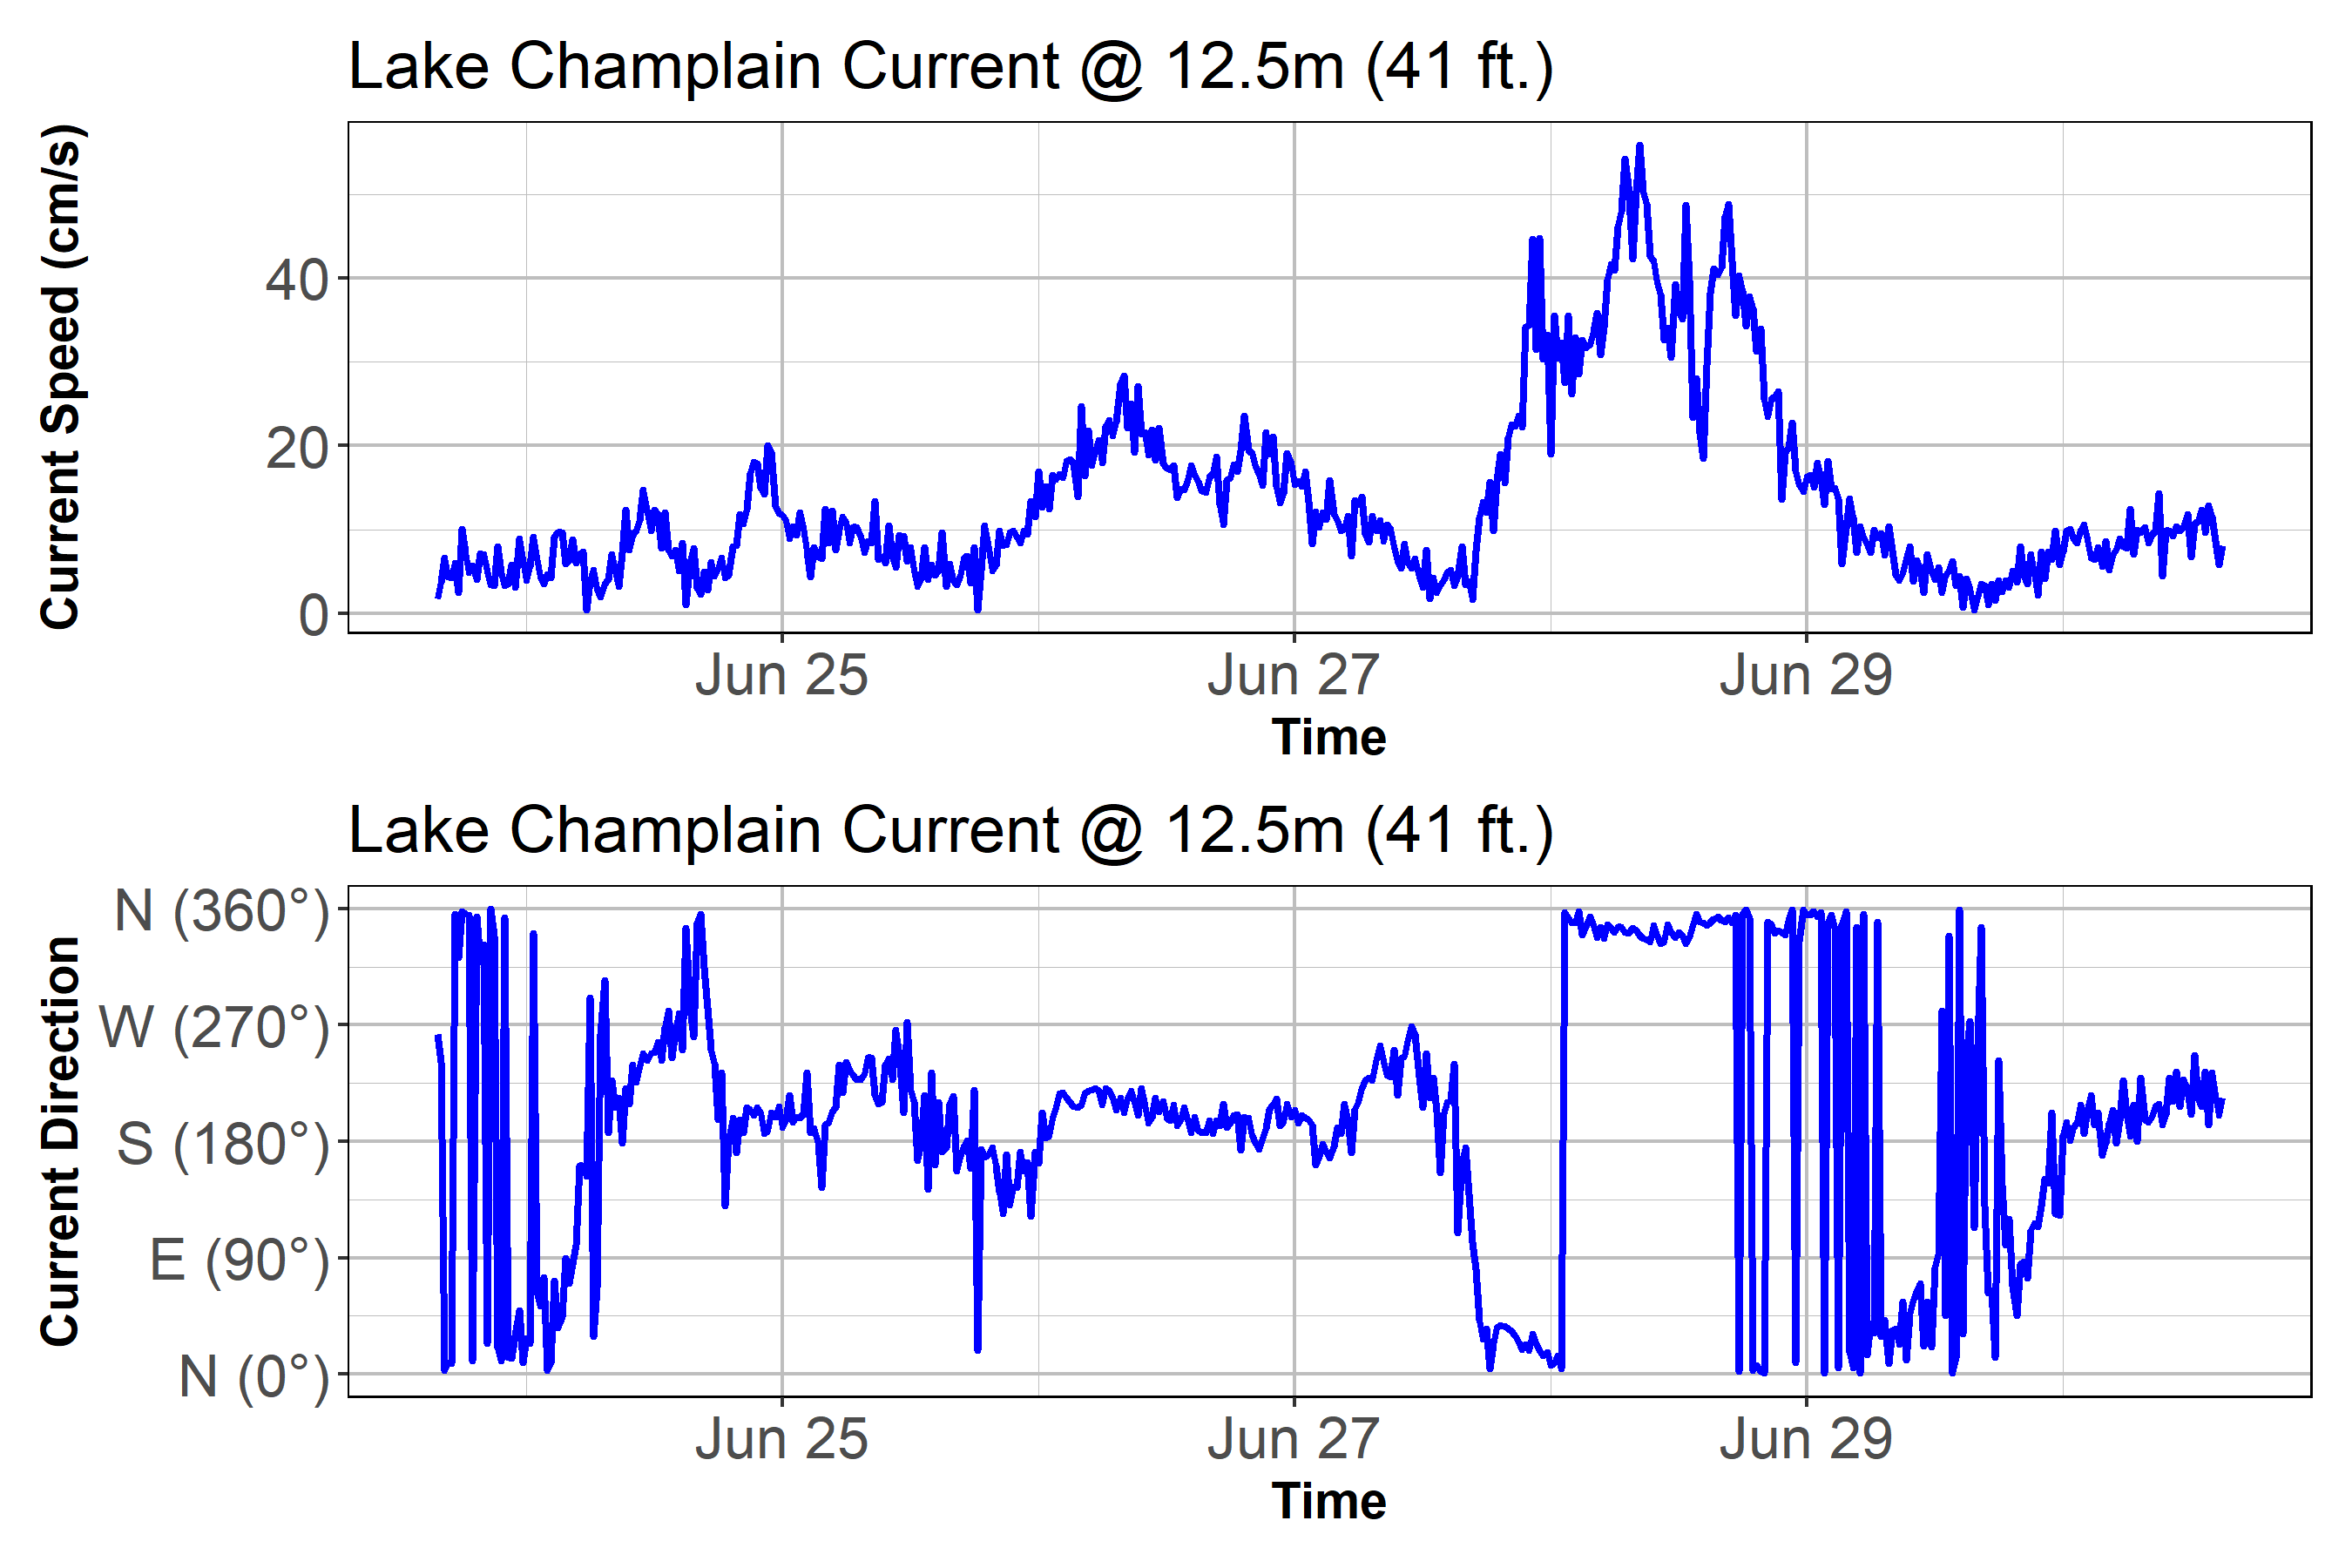 Lake Champlain Current @ 12.5m (41 ft.)
Current Speed (cm/s)
40
20
0
Jun 25
Jun 27
Jun 29
Time
Lake Champlain Current @ 12.5m (41 ft.)
Current Direction
N (360°)
W (270°)
S (180°)
E (90°)
N (0°)
Jun 25
Jun 27
Jun 29
Time